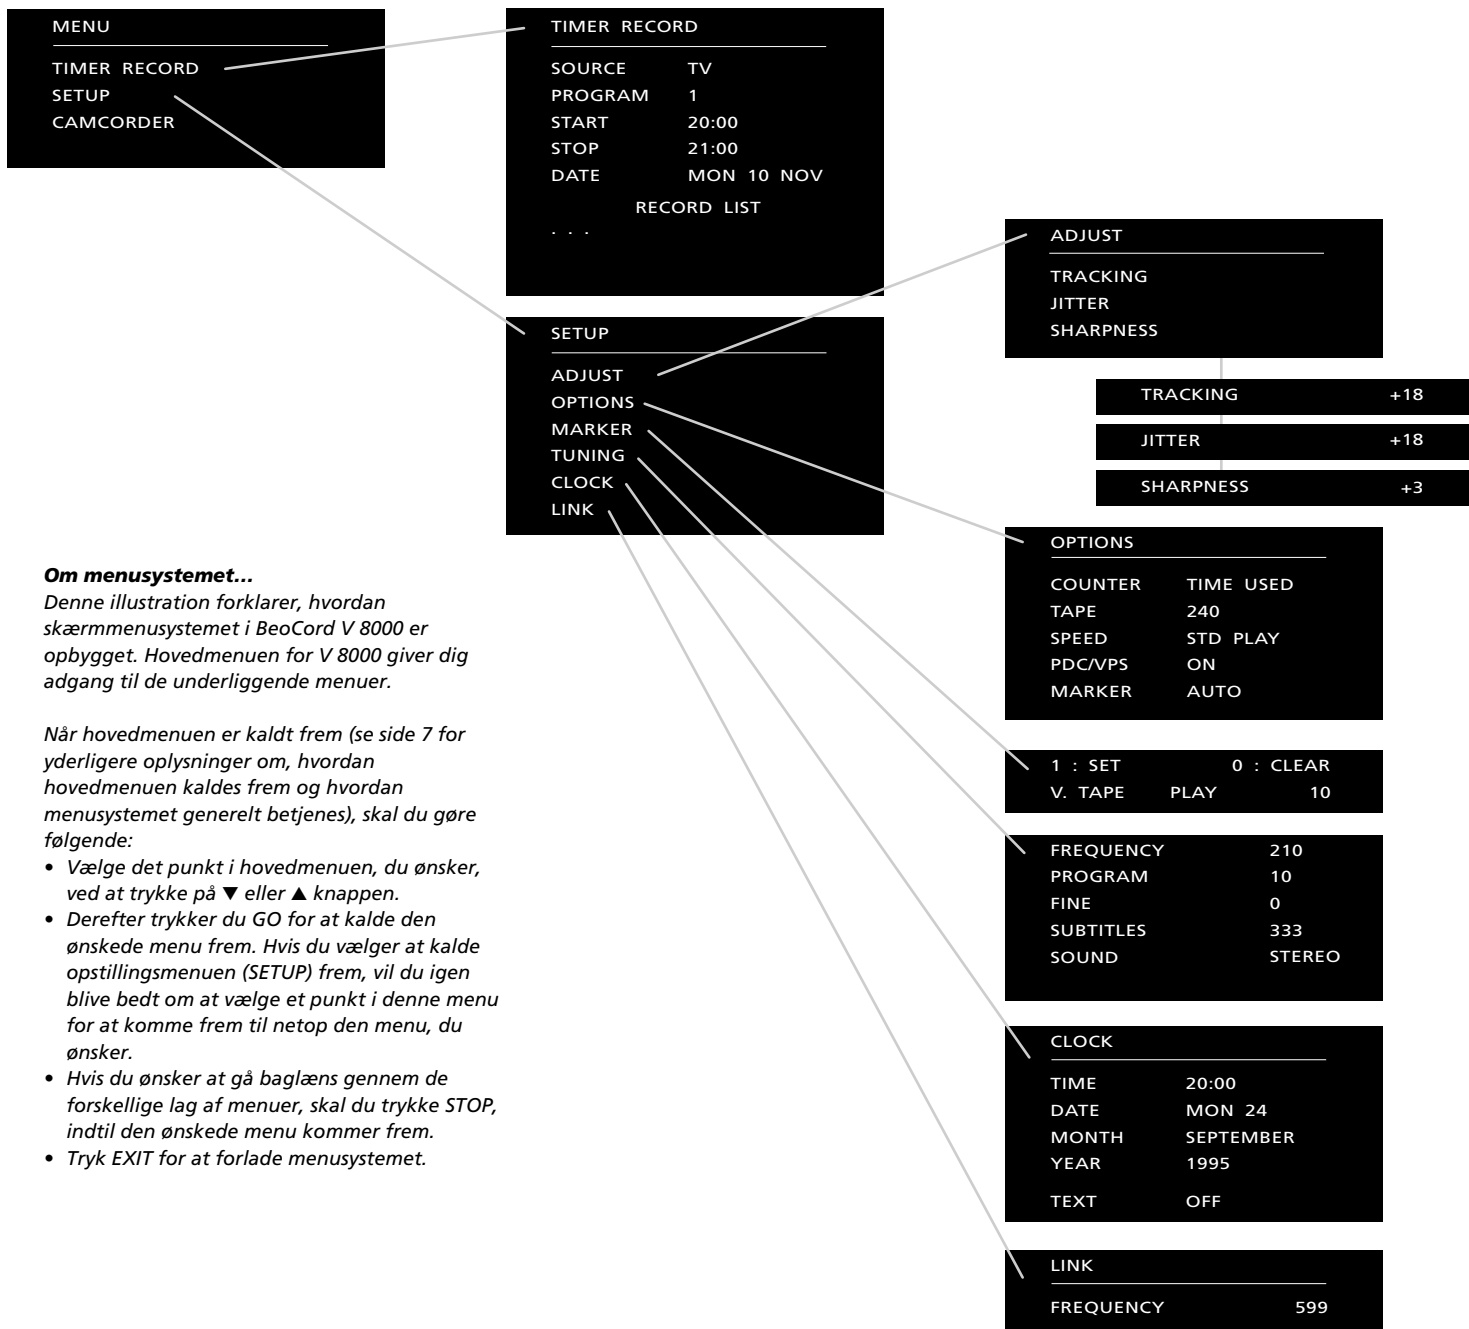 MENU
TIMER RECORD
SETUP
CAMCORDER
TIMER RECORD
SOURCE TV
PROGRAM 1
START 20:00
STOP 21:00
DATE MON 10 NOV
RECORD LIST
. . .
SETUP
ADJUST
OPTIONS
MARKER
TUNING
CLOCK
LINK
ADJUST
TRACKING
JITTER
SHARPNESS
TRACKING +18
JITTER +18
SHARPNESS +3
OPTIONS
COUNTER TIME USED
TAPE 240
SPEED STD PLAY
PDC/VPS ON
MARKER AUTO
1 : SET 0 : CLEAR
V. TAPE PLAY 10
FREQUENCY 210
PROGRAM 10
FINE 0
SUBTITLES 333
SOUND STEREO
CLOCK
TIME 20:00
DATE MON 24
MONTH SEPTEMBER
YEAR 1995
TEXT OFF
LINK
FREQUENCY 599
Om menusystemet...
Denne illustration forklarer, hvordan
skærmmenusystemet i BeoCord V 8000 er
opbygget. Hovedmenuen for V 8000 giver dig
adgang til de underliggende menuer.
Når hovedmenuen er kaldt frem (se side 7 for
yderligere oplysninger om, hvordan
hovedmenuen kaldes frem og hvordan
menusystemet generelt betjenes), skal du gøre
følgende:
• Vælge det punkt i hovedmenuen, du ønsker,
ved at trykke på ▼ eller ▲ knappen.
• Derefter trykker du GO for at kalde den
ønskede menu frem. Hvis du vælger at kalde
opstillingsmenuen (SETUP) frem, vil du igen
blive bedt om at vælge et punkt i denne menu
for at komme frem til netop den menu, du
ønsker.
• Hvis du ønsker at gå baglæns gennem de
forskellige lag af menuer, skal du trykke STOP,
indtil den ønskede menu kommer frem.
• Tryk EXIT for at forlade menusystemet.